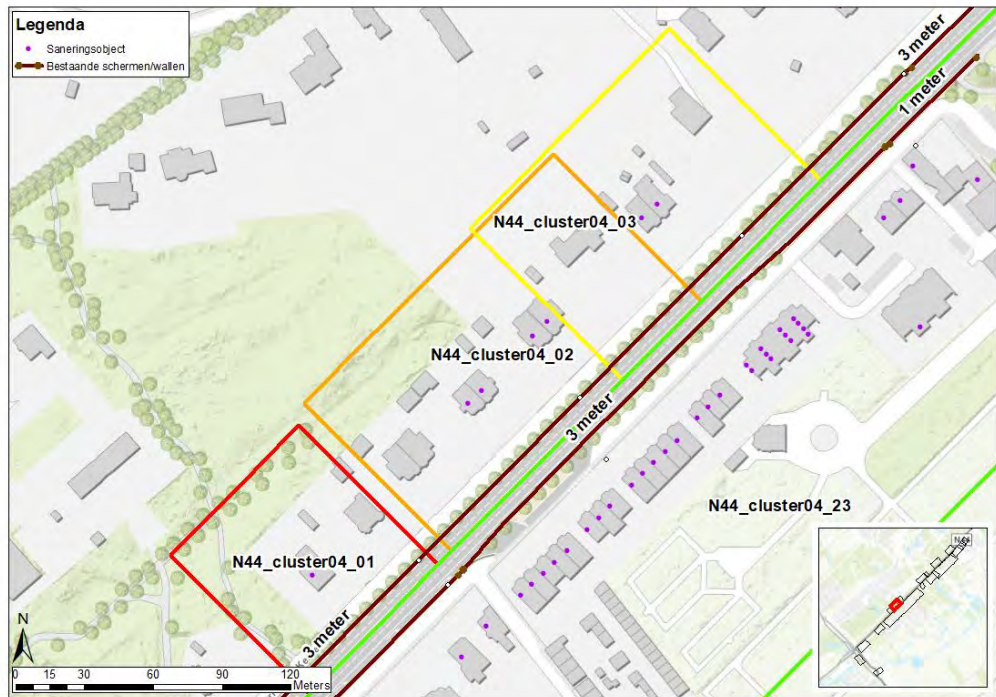 Legenda
Saneringsobject
Bestaande schermen/wallen
3 meter
1 meter
N44_cluster04_03
N44_cluster04_02
3 meter
N44_cluster04_23
N44_cluster04_01
3 meter
N
0 15 30 60 90 120
Meters